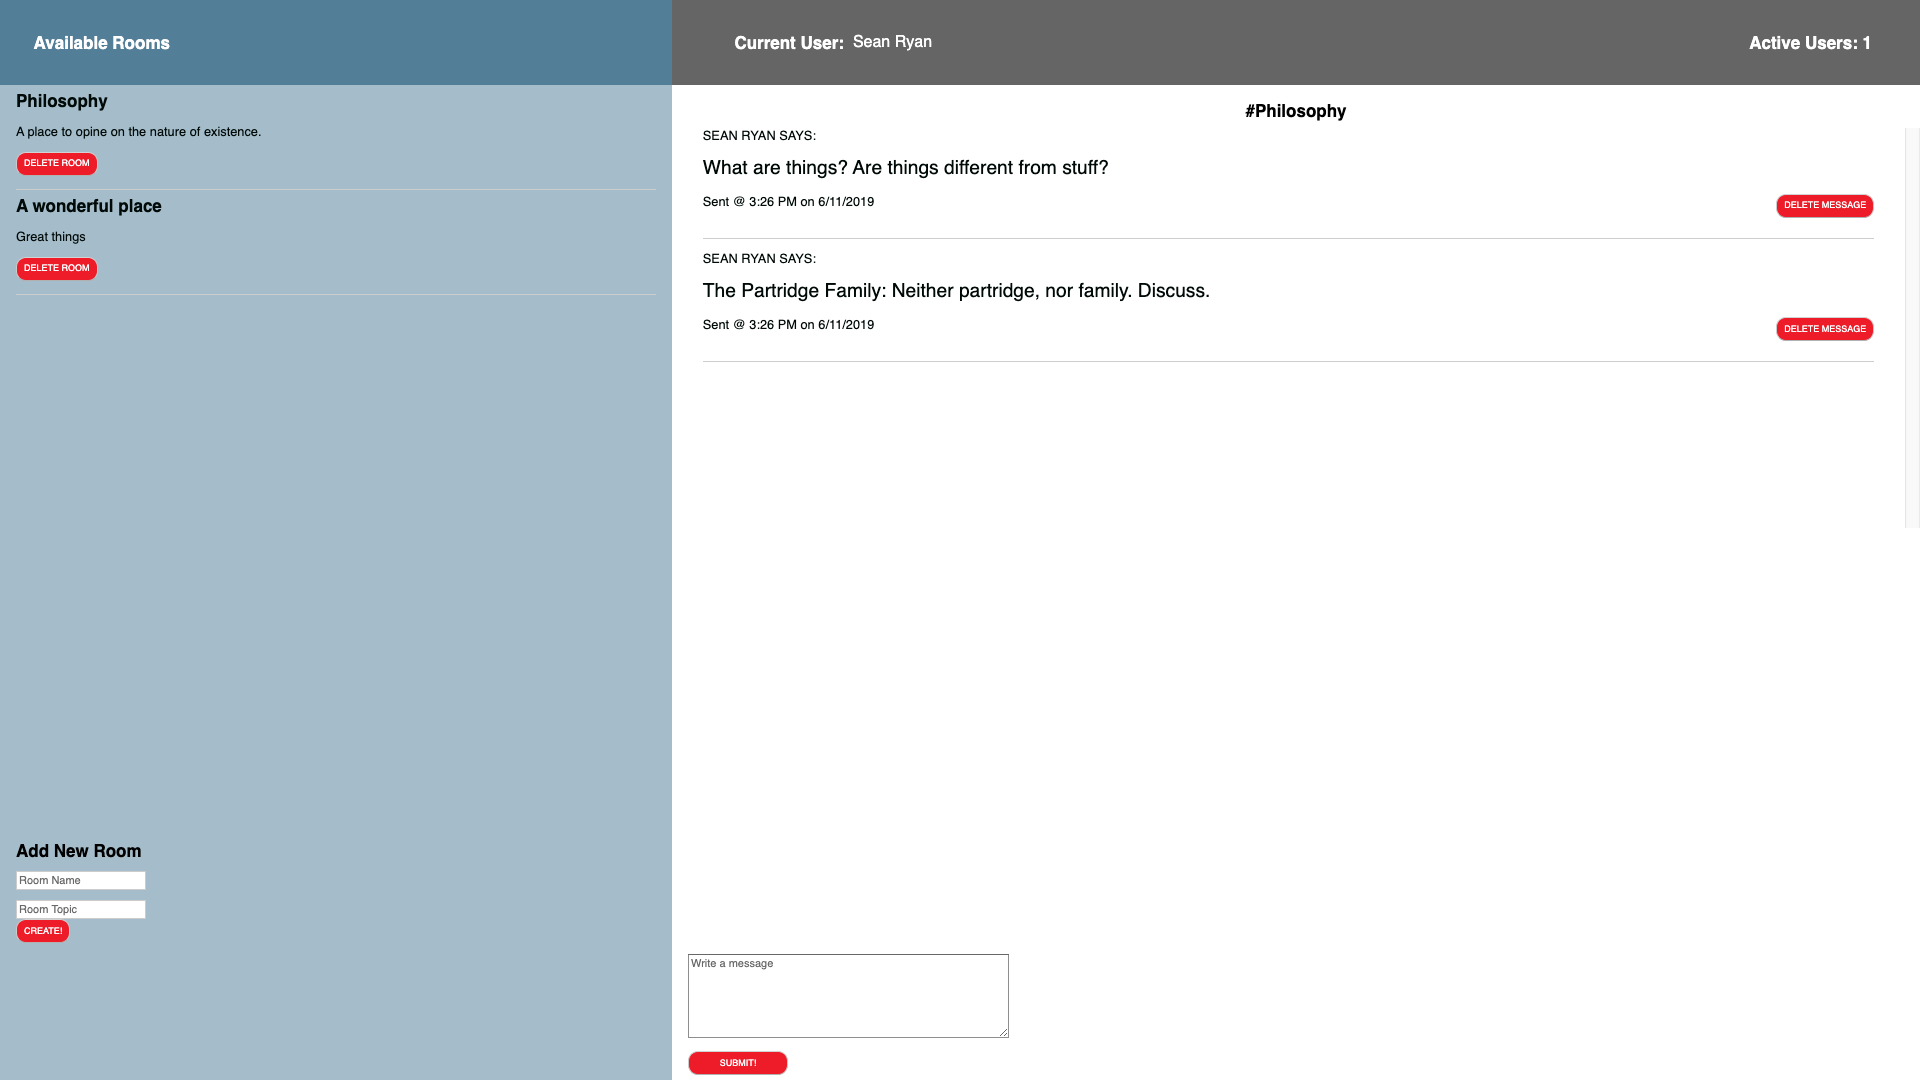 Available Rooms
Current User: Sean Ryan
Active Users: 1
Philosophy
A place to opine on the nature of existence.
DELETE ROOM
A wonderful place
Great things
DELETE ROOM
Add New Room
Room Name
Room Topic
CREATE!
#Philosophy
SEAN RYAN SAYS:
What are things? Are things different from stuff?
Sent @ 3:26 PM on 6/11/2019
DELETE MESSAGE
SEAN RYAN SAYS:
The Partridge Family: Neither partridge, nor family. Discuss.
Sent @ 3:26 PM on 6/11/2019
DELETE MESSAGE
Write a message
SUBMIT!